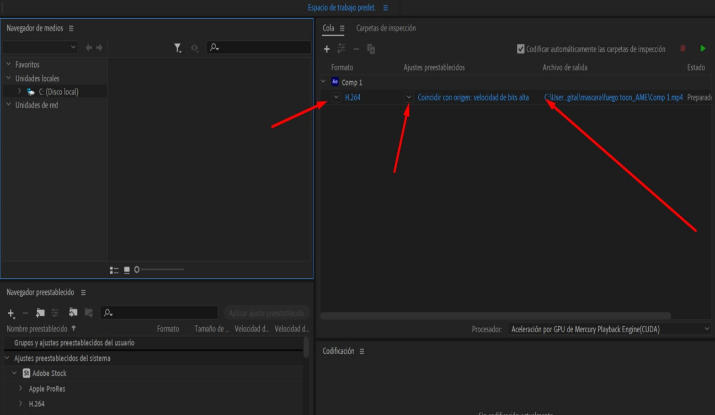 Espacio de trabajo predet.
Navegador de medios
Cola
Carpetas de inspección
Codificar automáticamente las carpetas de inspección
Favoritos
Unidades locales
C: (Disco local)
Unidades de red
Formato
Ajustes preestablecidos
Archivo de salida
Estado
Ae Comp 1
H.264
Coincidir con origen: velocidad de bits alta
C:\User...gital\mascara\fuego toon_AME\Comp 1.mp4
Preparado
Navegador preestablecido
Aplicar ajuste preestablecido
Nombre preestablecido
Formato
Tamaño de ...
Velocidad d...
Velocidad d...
Grupos y ajustes preestablecidos del usuario
Ajustes preestablecidos del sistema
St Adobe Stock
Apple ProRes
H.264
Procesador:
Aceleración por GPU de Mercury Playback Engine(CUDA)
Codificación